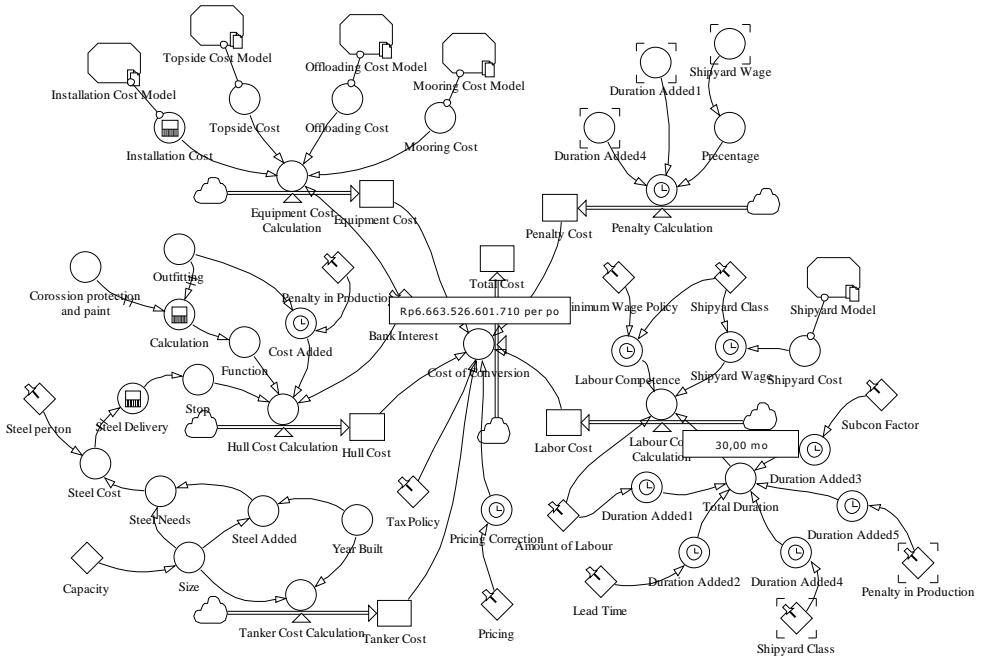 Topside Cost Model
Shipyard Wage
Offloading Cost Model
Mooring Cost Model
Installation Cost Model
Duration Added1
Topside Cost
Offloading Cost
Mooring Cost
Installation Cost
Duration Added4
Precentage
Equipment Cost
Calculation
Equipment Cost
Penalty Cost
Penalty Calculation
Outfitting
Corossion protection
and paint
Penalty in Production
Total Cost
Rp6.663.526.601.710 per po
inimum Wage Policy
Shipyard Class
Shipyard Model
Bank Interest
Calculation
Cost Added
Function
Cost of Conversion
Labour Competence
Shipyard Wage
Shipyard Cost
Stop
Steel per ton
Steel Delivery
Hull Cost Calculation
Hull Cost
Labor Cost
Labour Co
Calculation
30,00 mo
Subcon Factor
Steel Cost
Duration Added3
Total Duration
Steel Needs
Steel Added
Year Built
Tax Policy
Pricing Correction
Amount of Labour
Duration Added1
Duration Added5
Capacity
Size
Duration Added2
Duration Added4
Penalty in Production
Lead Time
Tanker Cost Calculation
Tanker Cost
Pricing
Shipyard Class